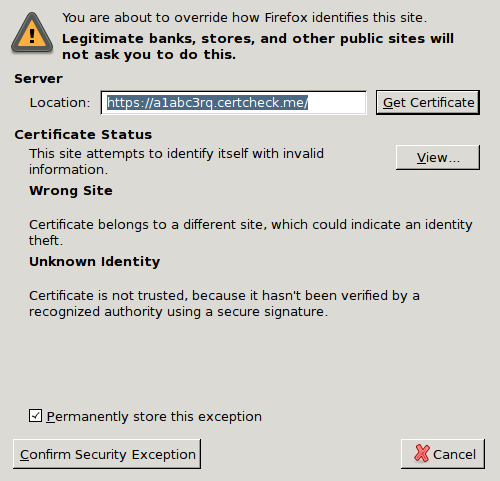 You are about to override how Firefox identifies this site.
Legitimate banks, stores, and other public sites will
not ask you to do this.
Server
Location: https://a1abc3rq.certcheck.me/ Get Certificate
Certificate Status
This site attempts to identify itself with invalid
information.
View...
Wrong Site
Certificate belongs to a different site, which could indicate an identity
theft.
Unknown Identity
Certificate is not trusted, because it hasn't been verified by a
recognized authority using a secure signature.
Permanently store this exception
Confirm Security Exception Cancel